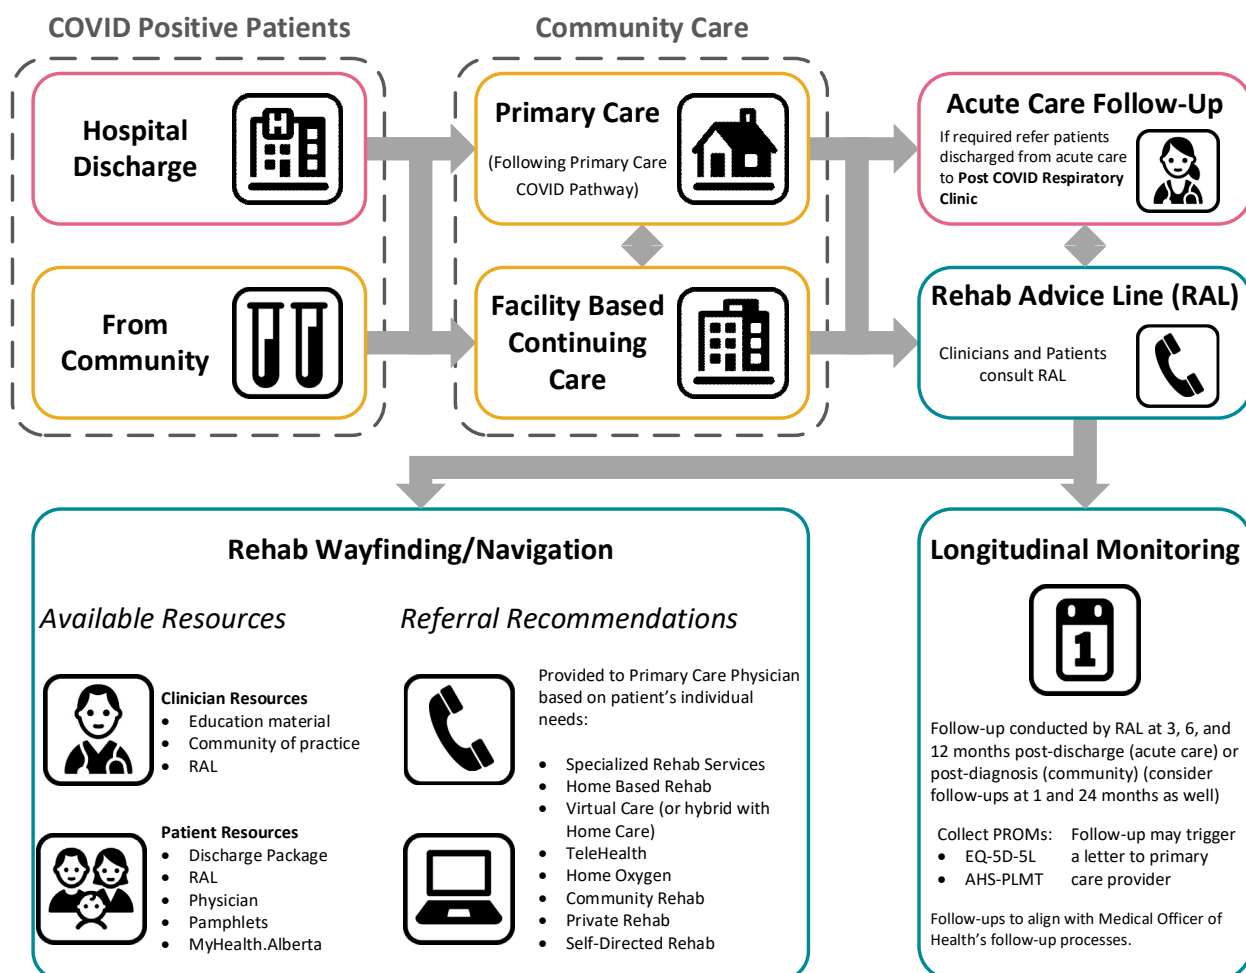 COVID Positive Patients
Community Care
Hospital
Discharge
H
From
Community
Primary Care
(Following Primary Care
COVID Pathway)
Facility Based
Continuing
Care
Acute Care Follow-Up
If required refer patients
discharged from acute care
to Post COVID Respiratory
Clinic
Rehab Advice Line (RAL)
Clinicians and Patients
consult RAL
Rehab Wayfinding/Navigation
Available Resources
Clinician Resources
• Education material
• Community of practice
• RAL
Patient Resources
• Discharge Package
• RAL
• Physician
• Pamphlets
• MyHealth.Alberta
Referral Recommendations
Provided to Primary Care Physician
based on patient's individual
needs:
• Specialized Rehab Services
• Home Based Rehab
• Virtual Care (or hybrid with
Home Care)
• TeleHealth
• Home Oxygen
• Community Rehab
• Private Rehab
• Self-Directed Rehab
Longitudinal Monitoring
1
Follow-up conducted by RAL at 3, 6, and
12 months post-discharge (acute care) or
post-diagnosis (community) (consider
follow-ups at 1 and 24 months as well)
Collect PROMs:
• EQ-5D-5L
• AHS-PLMT
Follow-up may trigger
a letter to primary
care provider
Follow-ups to align with Medical Officer of
Health's follow-up processes.